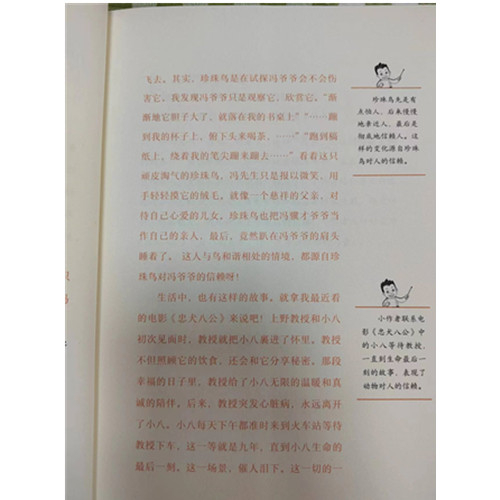 飞去。其实，珍珠鸟是在试探冯爷爷会不会伤
害它。我发现冯爷爷只是观察它，欣赏它。“渐
渐地它胆子大了，就落在我的书桌上”“……蹦
到我的杯子上，俯下头来喝茶，……”“跑到稿
纸上，绕着我的笔尖蹦来蹦去……”看着这只
顽皮淘气的珍珠鸟，冯先生只是报以微笑，用
手轻轻摸它的绒毛。就像一个慈祥的父亲，对
待自己心爱的儿女。珍珠鸟也把冯骥才爷爷当
作自己的亲人，最后，竟然趴在冯爷爷的肩头
睡着了。这人与鸟和谐相处的情境，都源自珍
珠鸟对冯爷爷的信赖呀！
生活中，也有这样的故事。就拿我最近看
的电影《忠犬八公》来说吧！上野教授和小八
初次见面时，教授就把小八裹进了怀里。教授
不但照顾它的饮食，还会和它分享秘密。那段
幸福的日子里，教授给了小八无限的温暖和真
诚的陪伴。后来，教授突发心脏病，永远离开
了小八。小八每天下午都准时来到火车站等待
教授下车，这一等就是九年，直到小八生命的
最后一刻。这一场景，催人泪下。这一切的一
珍珠鸟先是有
点怕人，后来慢慢
地亲近人，最后是
彻底地信赖人。这
样的变化源自珍珠
鸟对人的信赖。
小作者联系电
影《忠犬八公》中
的小八等待教授，
一直到生命最后一
刻的故事，表现了
动物对人的信赖。